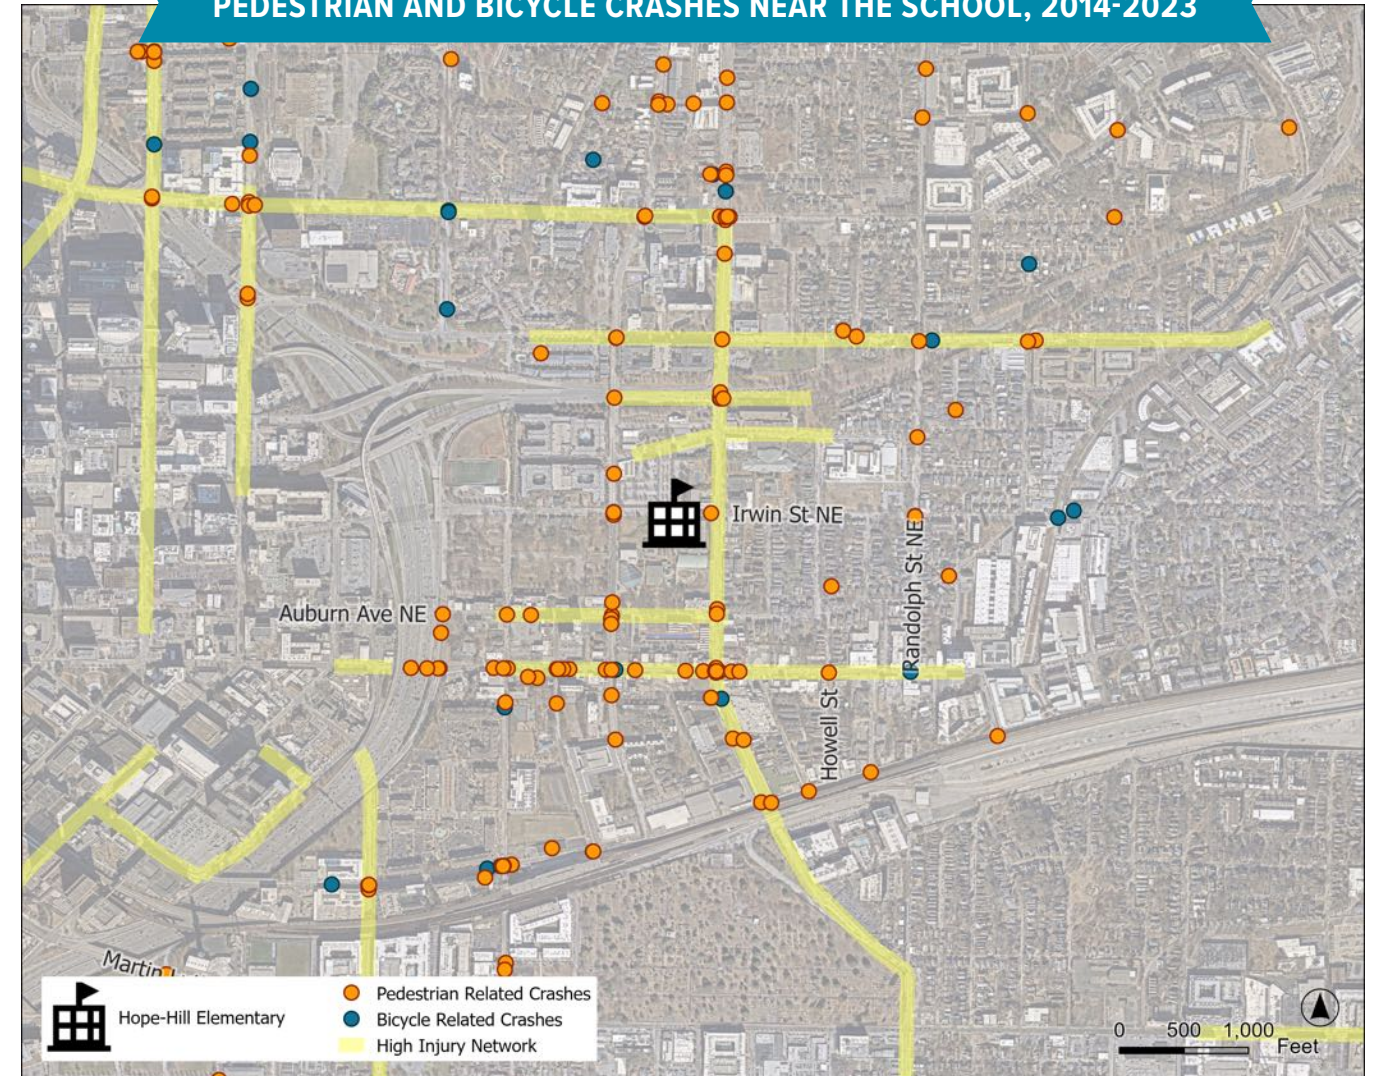 PEDESTRIAN AND BICYCLE CRASHES NEAR THE SCHOOL, 2014-2023
Irwin St NE
Randolph St NE
Auburn Ave NE
Howell St
Martin
Hope-Hill Elementary
Pedestrian Related Crashes
Bicycle Related Crashes
High Injury Network
0 500 1,000
Feet